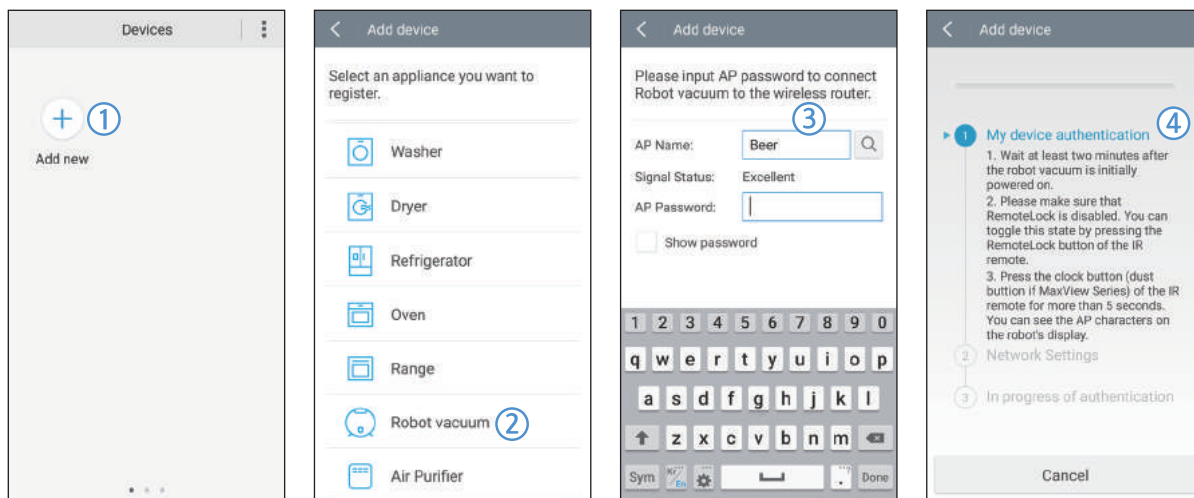 Devices
①
Add new
Add device
Select an appliance you want to
register.
Washer
Dryer
Refrigerator
Oven
Range
Robot vacuum ②
Air Purifier
Add device
Please input AP password to connect
Robot vacuum to the wireless router.
③
AP Name: Beer
Signal Status: Excellent
AP Password:
Show password
1 2 3 4 5 6 7 8 9 0
q w e r t y u i o p
a s d f g h j k l
z x c v b n m
Sym Kr/En . Done
Add device
1 My device authentication ④
1. Wait at least two minutes after
the robot vacuum is initially
powered on.
2. Please make sure that
RemoteLock is disabled. You can
toggle this state by pressing the
RemoteLock button of the IR
remote.
3. Press the clock button (dust
buttion if MaxView Series) of the IR
remote for more than 5 seconds.
You can see the AP characters on
the robot's display.
2 Network Settings
3 In progress of authentication
Cancel